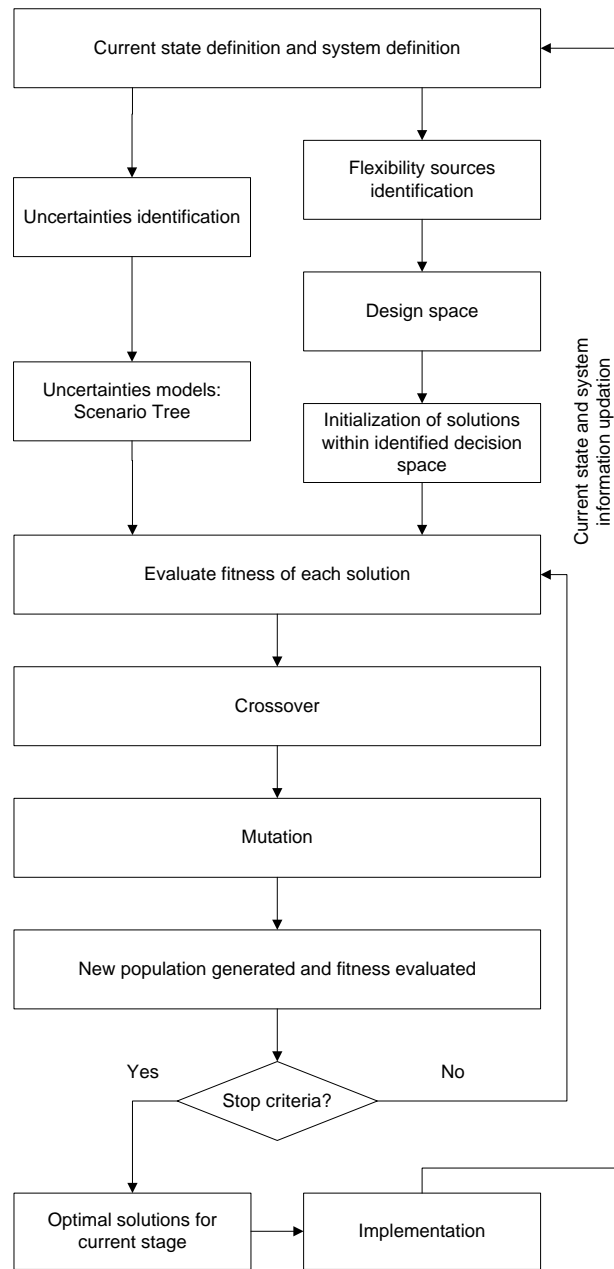 Current state definition and system definition
Flexibility sources
identification
Uncertainties identification
Design space
Uncertainties models:
Scenario Tree
Initialization of solutions
within identified decision
space
Current state and system
information updation
Evaluate fitness of each solution
Crossover
Mutation
New population generated and fitness evaluated
Yes
No
Stop criteria?
Optimal solutions for
current stage
Implementation